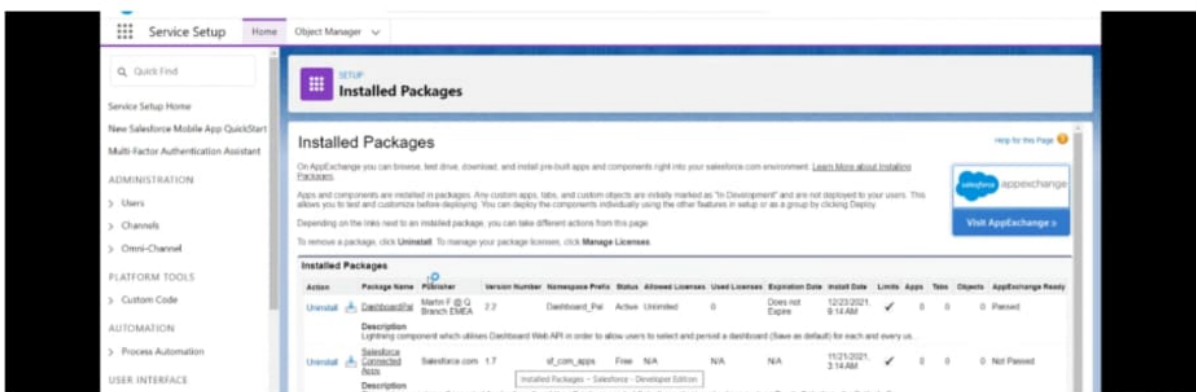 Service Setup Home Object Manager
Quick Find
SETUP
Installed Packages
Service Setup Home
New Salesforce Mobile App QuickStart
Multi-Factor Authentication Assistant
ADMINISTRATION
Users
Channels
Omni-Channel
PLATFORM TOOLS
Custom Code
AUTOMATION
Process Automation
USER INTERFACE
Installed Packages
Help for this Page
On AppExchange you can browse, test drive, download, and install pre-built apps and components right into your salesforce.com environment. Learn More about Installing
Packages.
Apps and components are installed in packages. Any custom apps, tabs, and custom objects are initially marked as "In Development" and are not deployed to your users. This
allows you to test and customize before deploying. You can deploy the components individually using the other features in setup or as a group by clicking Deploy.
Depending on the links next to an installed package, you can take different actions from this page.
To remove a package, click Uninstall. To manage your package licenses, click Manage Licenses.
salesforce appexchange
Visit AppExchange »
Installed Packages
Action Package Name Publisher Version Number Namespace Prefix Status Allowed Licenses Used Licenses Expiration Date Install Date Limits Apps Tabs Objects AppExchange Ready
Uninstall DashboardPal Martin F @ Q Branch EMEA 2.2 Dashboard_Pal Active Unlimited 0 Does not Expire 12/23/2021, 9:14 AM 0 0 0 Passed
Description
Lightning component which utilises Dashboard Web API in order to allow users to select and persist a dashboard (Save as default) for each and every us...
Uninstall Salesforce Connected Apps Salesforce.com 1.7 sf_com_apps Free N/A N/A N/A 11/21/2021, 3:14 AM 0 0 0 Not Passed
Installed Packages ~ Salesforce - Developer Edition
Description